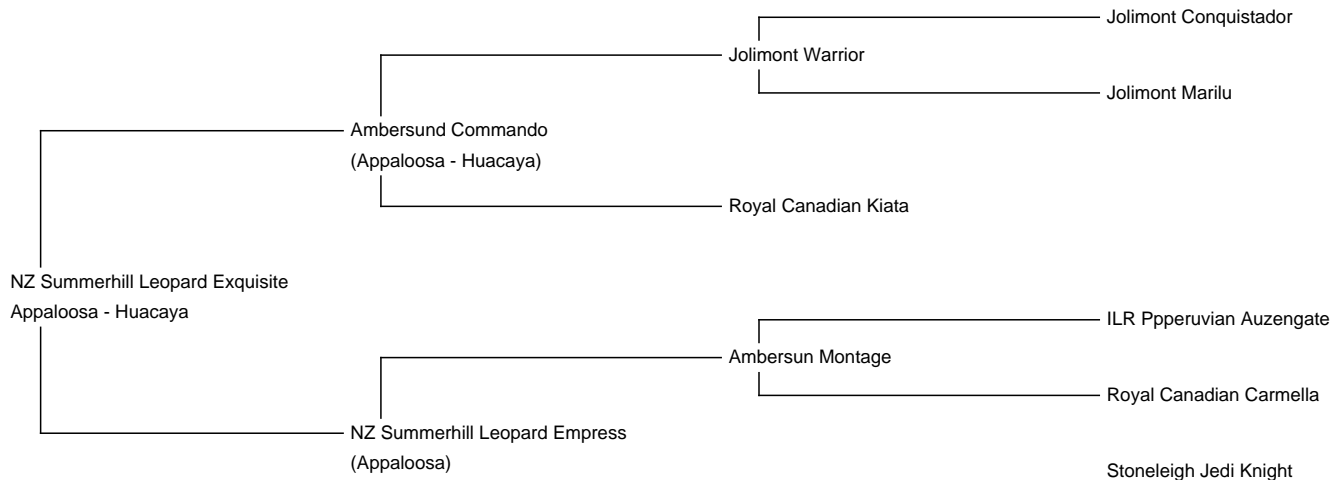 Jolimont Conquistador
Jolimont Warrior
Jolimont Marilu
Ambersund Commando
(Appaloosa - Huacaya)
Royal Canadian Kiata
NZ Summerhill Leopard Exquisite
Appaloosa - Huacaya
ILR Ppperuvian Auzengate
Ambersun Montage
Royal Canadian Carmella
NZ Summerhill Leopard Empress
(Appaloosa)
Stoneleigh Jedi Knight